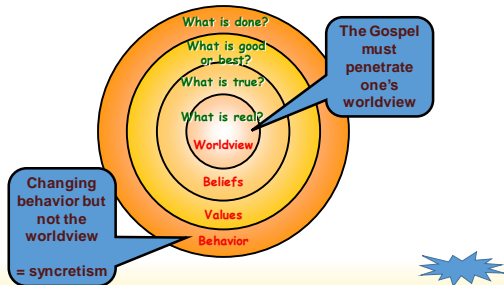 What is done?
What is good
or best?
What is true?
What is real?
Worldview
Beliefs
Values
Behavior
The Gospel
must
penetrate
one's
worldview
Changing
behavior but
not the
worldview
= syncretism